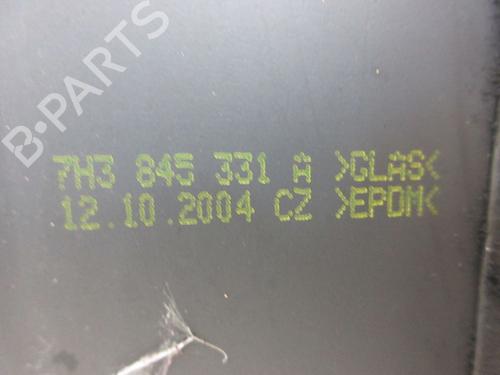 B-PARTS
7H3 845 331 A >GLAS<
12.10.2004 CZ >EPDM<